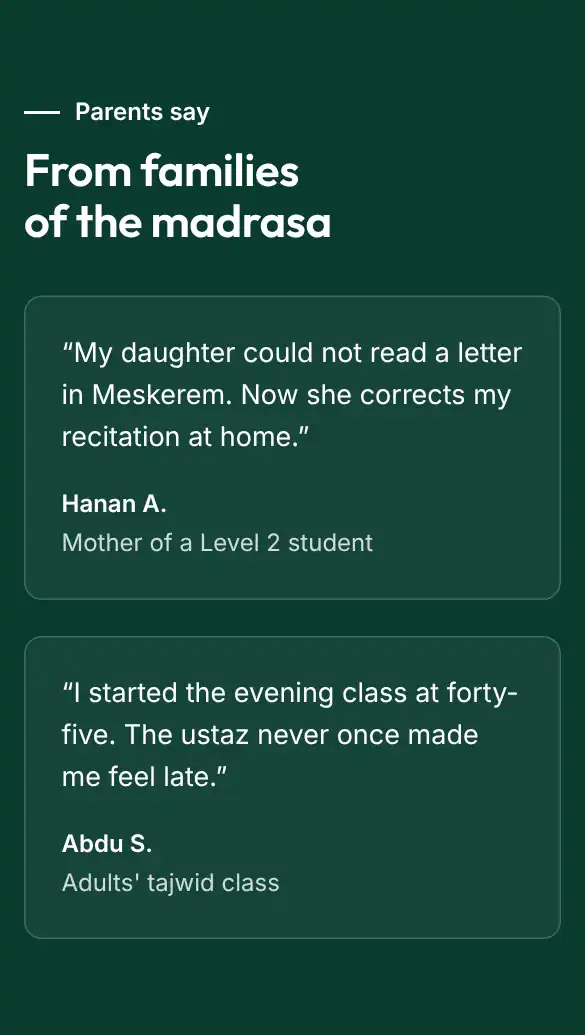 Parents say
From families
of the madrasa
“My daughter could not read a letter
in Meskerem. Now she corrects my
recitation at home.”
Hanan A.
Mother of a Level 2 student
“I started the evening class at forty-
five. The ustaz never once made
me feel late.”
Abdu S.
Adults' tajwid class